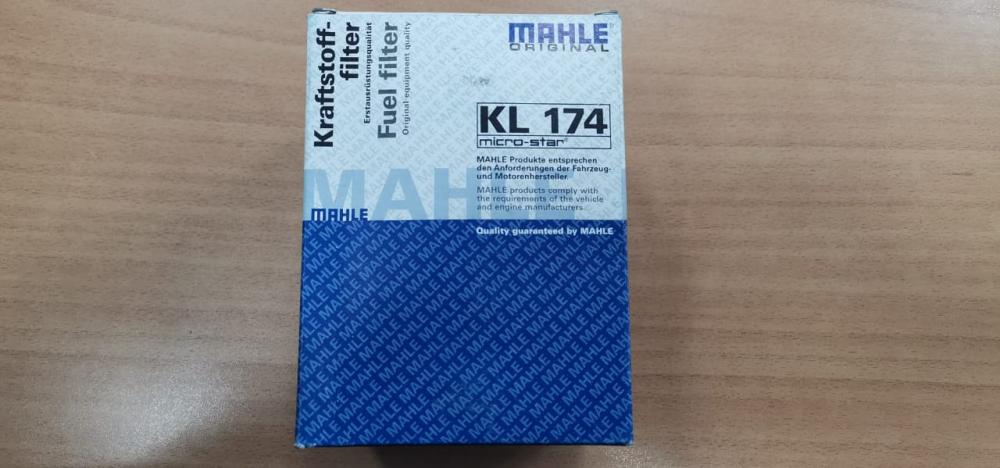 Kraftstoff-
filter
Erstausrüstungsqualität
Fuel filter
Original equipment quality
MAHLE
ORIGINAL
KL 174
micro-star®
MAHLE Produkte entsprechen
den Anforderungen der Fahrzeug-
und Motorenhersteller.
MAHLE products comply with
the requirements of the vehicle
and engine manufacturers.
MAHLE
MAHLE
Quality guaranteed by MAHLE